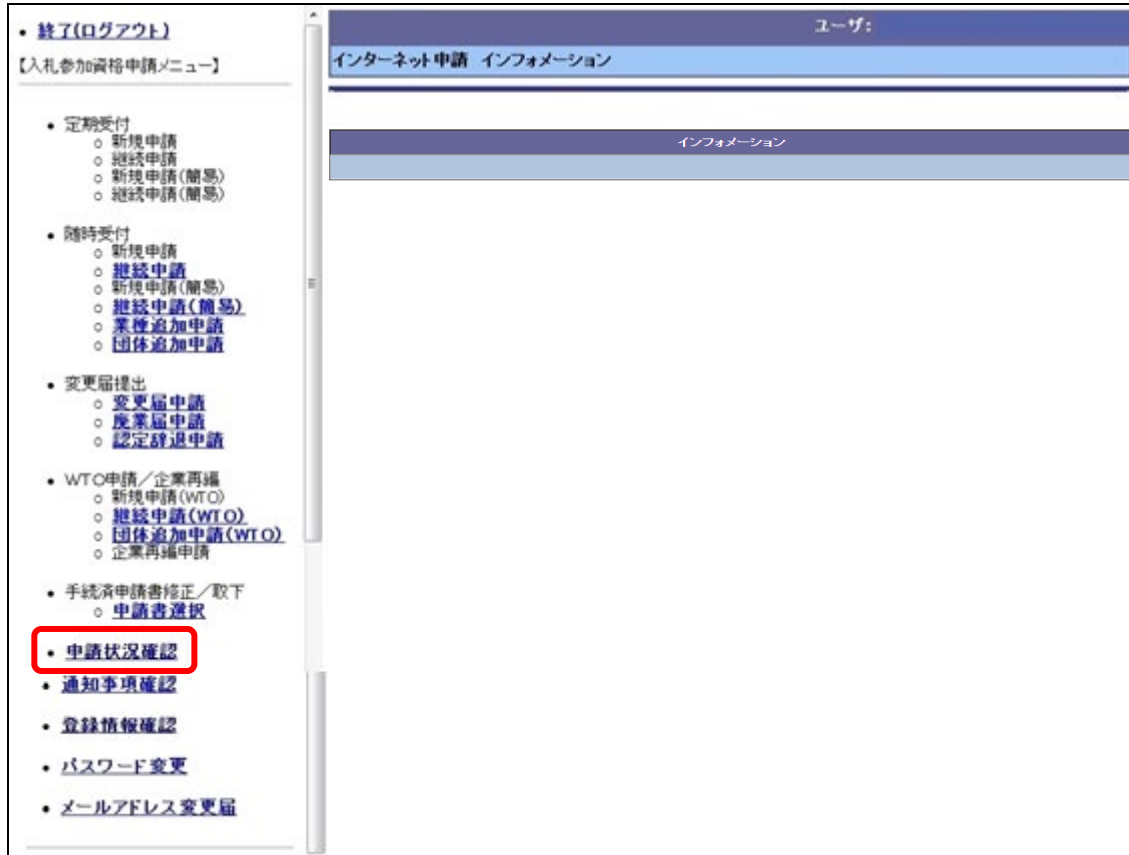 終了(ログアウト)
【入札参加資格申請メニュー】
定期受付
新規申請
継続申請
新規申請(簡易)
継続申請(簡易)
随時受付
新規申請
継続申請
新規申請(簡易)
継続申請(簡易)
業種追加申請
団体追加申請
変更届提出
変更届申請
廃業届申請
認定辞退申請
WTO申請／企業再編
新規申請(WTO)
継続申請(WTO)
団体追加申請(WTO)
企業再編申請
手続済申請書修正／取下
申請書選択
申請状況確認
通知事項確認
登録情報確認
パスワード変更
メールアドレス変更届
ユーザ:
インターネット申請 インフォメーション
インフォメーション